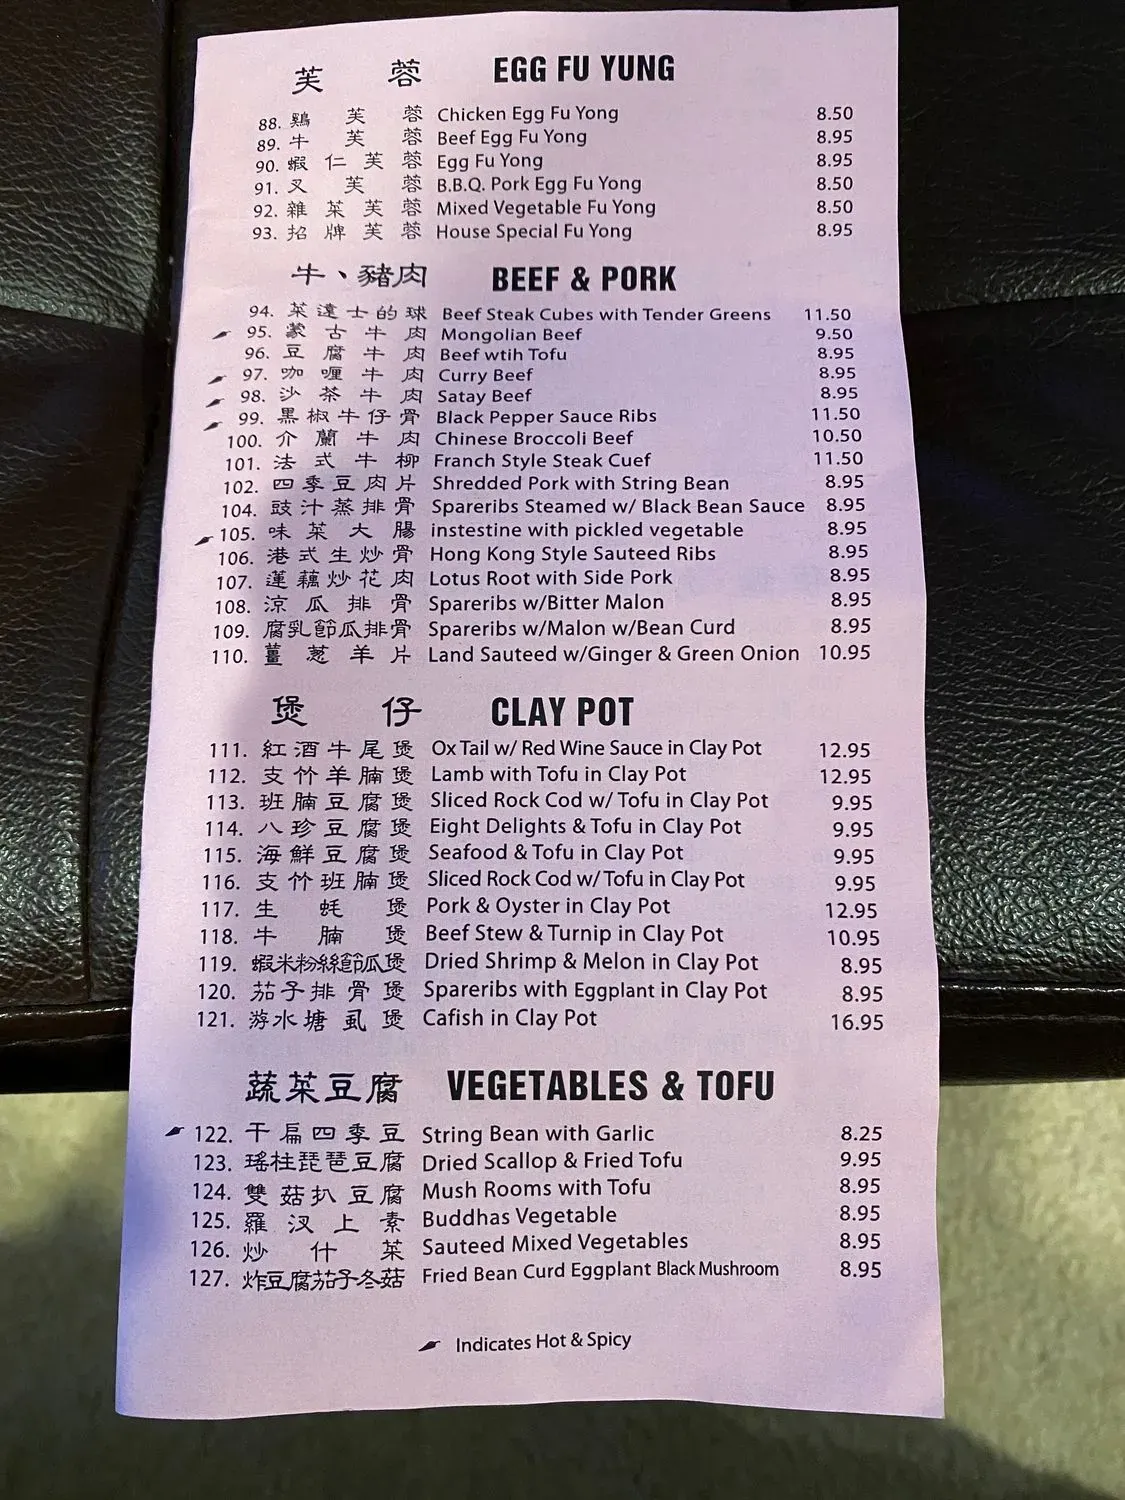 芙 蓉 EGG FU YUNG
88. 鷄 芙 蓉 Chicken Egg Fu Yong 8.50
89. 牛 芙 蓉 Beef Egg Fu Yong 8.95
90. 蝦 仁 芙 蓉 Egg Fu Yong 8.95
91. 叉 芙 蓉 B.B.Q. Pork Egg Fu Yong 8.50
92. 雜 菜 芙 蓉 Mixed Vegetable Fu Yong 8.50
93. 招 牌 芙 蓉 House Special Fu Yong 8.95
牛、豬肉 BEEF & PORK
94. 菜遠士的球 Beef Steak Cubes with Tender Greens 11.50
95. 蒙 古 牛 肉 Mongolian Beef 9.50
96. 豆 腐 牛 肉 Beef wtih Tofu 8.95
97. 咖 喱 牛 肉 Curry Beef 8.95
98. 沙 茶 牛 肉 Satay Beef 8.95
99. 黑椒牛仔骨 Black Pepper Sauce Ribs 11.50
100. 介 蘭 牛 肉 Chinese Broccoli Beef 10.50
101. 法 式 牛 柳 Franch Style Steak Cuef 11.50
102. 四季豆肉片 Shredded Pork with String Bean 8.95
104. 豉汁蒸排骨 Spareribs Steamed w/ Black Bean Sauce 8.95
105. 味 菜 大 腸 instestine with pickled vegetable 8.95
106. 港式生炒骨 Hong Kong Style Sauteed Ribs 8.95
107. 蓮藕炒花肉 Lotus Root with Side Pork 8.95
108. 涼 瓜 排 骨 Spareribs w/Bitter Malon 8.95
109. 腐乳節瓜排骨 Spareribs w/Malon w/Bean Curd 8.95
110. 薑 葱 羊 片 Land Sauteed w/Ginger & Green Onion 10.95
煲 仔 CLAY POT
111. 紅酒牛尾煲 Ox Tail w/ Red Wine Sauce in Clay Pot 12.95
112. 支竹羊腩煲 Lamb with Tofu in Clay Pot 12.95
113. 班腩豆腐煲 Sliced Rock Cod w/ Tofu in Clay Pot 9.95
114. 八珍豆腐煲 Eight Delights & Tofu in Clay Pot 9.95
115. 海鮮豆腐煲 Seafood & Tofu in Clay Pot 9.95
116. 支竹班腩煲 Sliced Rock Cod w/ Tofu in Clay Pot 9.95
117. 生 蚝 煲 Pork & Oyster in Clay Pot 12.95
118. 牛 腩 煲 Beef Stew & Turnip in Clay Pot 10.95
119. 蝦米粉絲節瓜煲 Dried Shrimp & Melon in Clay Pot 8.95
120. 茄子排骨煲 Spareribs with Eggplant in Clay Pot 8.95
121. 游水塘虱煲 Cafish in Clay Pot 16.95
蔬菜豆腐 VEGETABLES & TOFU
122. 干扁四季豆 String Bean with Garlic 8.25
123. 瑤柱琵琶豆腐 Dried Scallop & Fried Tofu 9.95
124. 雙菇扒豆腐 Mush Rooms with Tofu 8.95
125. 羅 汉 上 素 Buddhas Vegetable 8.95
126. 炒 什 菜 Sauteed Mixed Vegetables 8.95
127. 炸豆腐茄子冬菇 Fried Bean Curd Eggplant Black Mushroom 8.95
Indicates Hot & Spicy